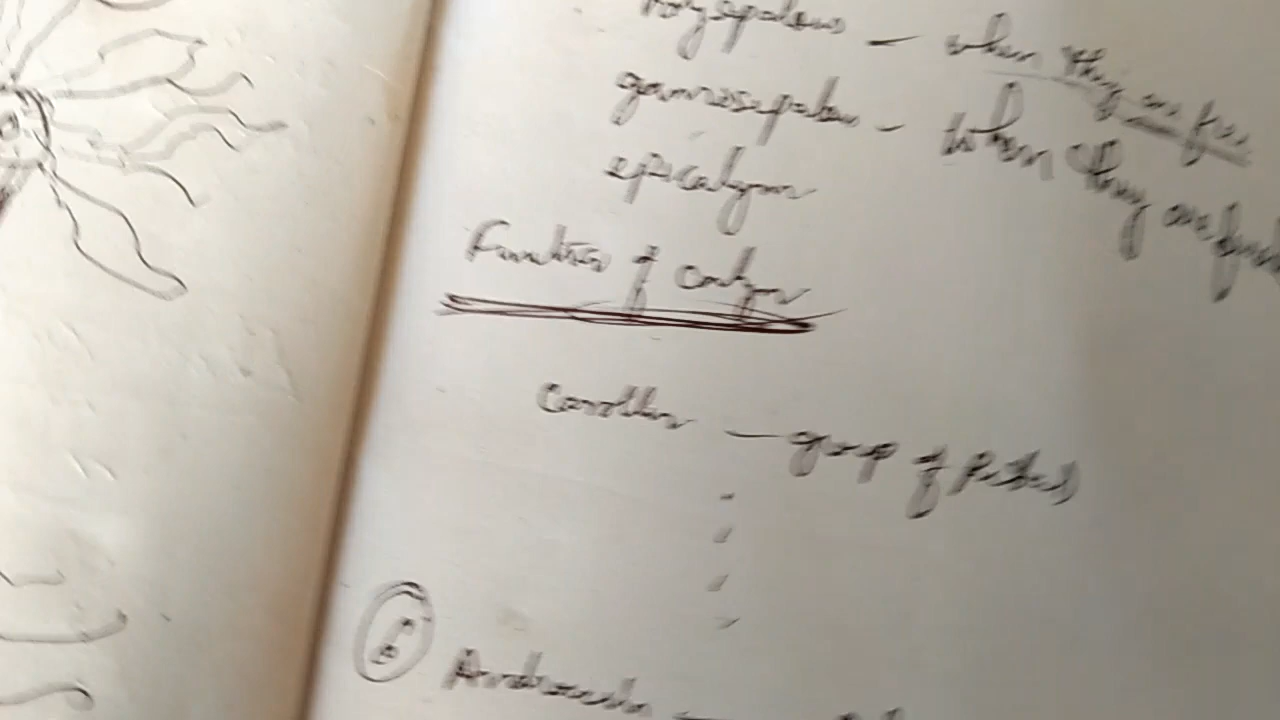 Polysepalous — when they are free
gamosepalous - when they are fused
epicalyx
Function of calyx
Corolla — group of petals